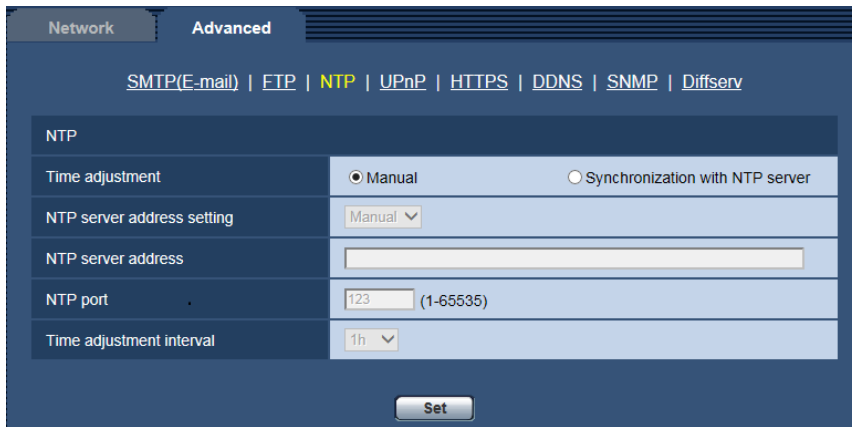 Network Advanced
SMTP(E-mail) | FTP | NTP | UPnP | HTTPS | DDNS | SNMP | Diffserv
NTP
Time adjustment Manual Synchronization with NTP server
NTP server address setting Manual
NTP server address
NTP port 123 (1-65535)
Time adjustment interval 1h
Set